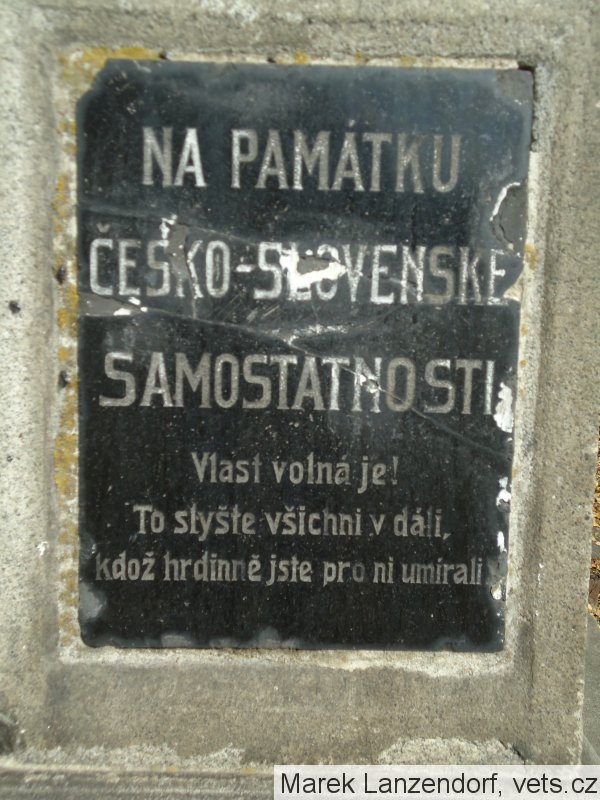 NA PAMÁTKU
ČESKO-SLOVENSKÉ
SAMOSTATNOSTI
Vlast volná je!
To slyšte všichni v dáli,
kdož hrdinně jste pro ni umírali
Marek Lanzendorf, vets.cz